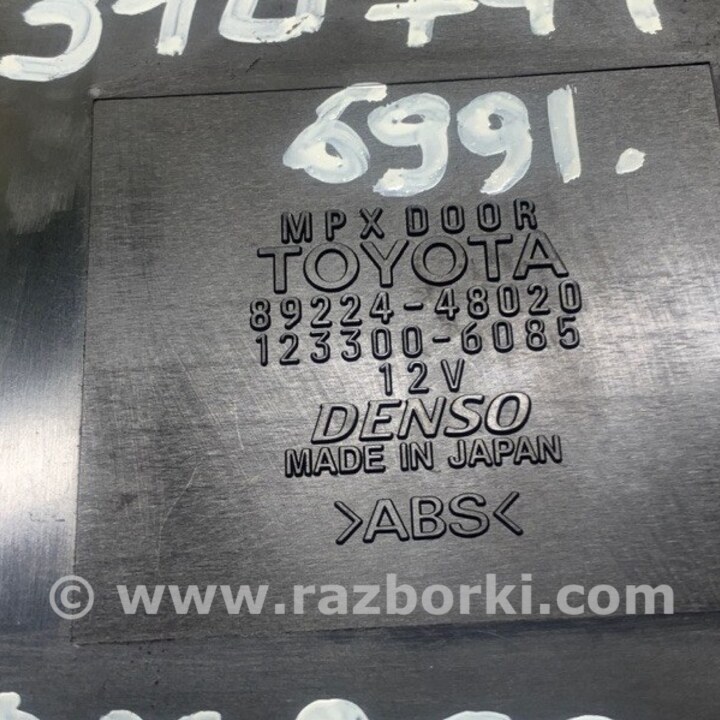 6991.
MPX DOOR
TOYOTA
89224-48020
123300-6085
12V
DENSO
MADE IN JAPAN
>ABS<
© www.razborki.com